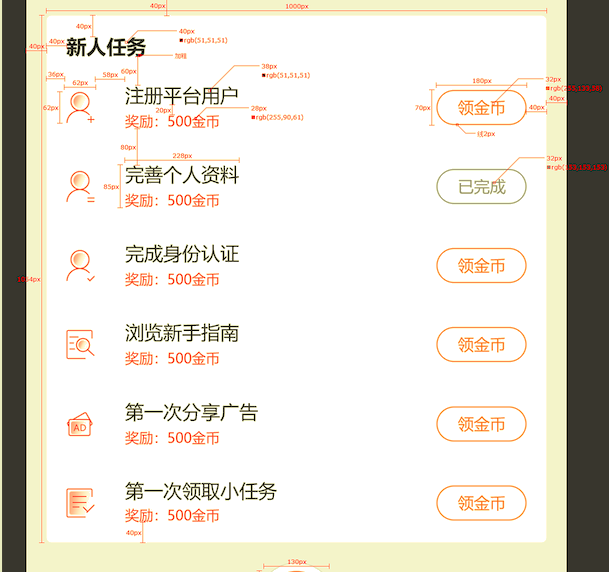 40px
1000px
40px
40px
40px
40px
新人任务
rgb(51,51,51)
加粗
36px
62px
58px
60px
38px
rgb(51,51,51)
180px
32px
62px
注册平台用户
70px
领金币
40px
40px
20px
28px
rgb(255,90,61)
奖励：500金币
线2px
80px
228px
32px
85px
完善个人资料
已完成
奖励：500金币
完成身份认证
领金币
奖励：500金币
浏览新手指南
领金币
奖励：500金币
第一次分享广告
AD
领金币
奖励：500金币
第一次领取小任务
领金币
奖励：500金币
40px
130px